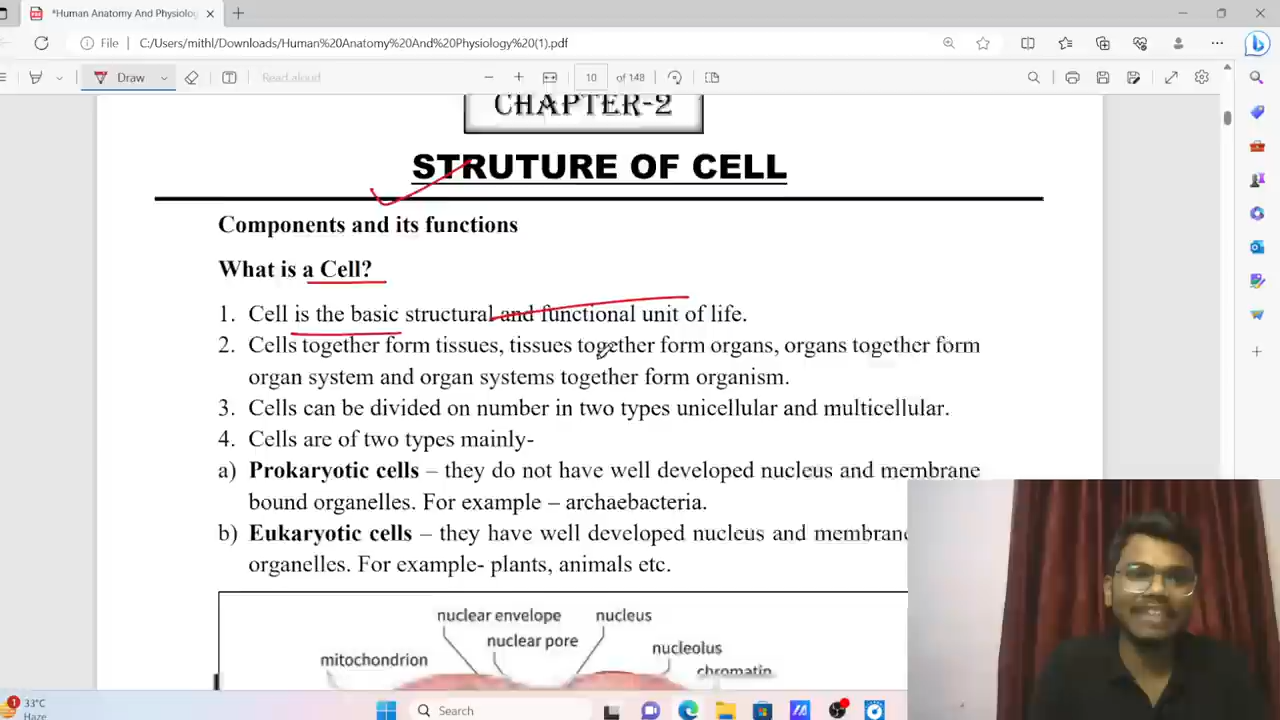 *Human Anatomy And Physiolog
File C:/Users/mithl/Downloads/Human%20Anatomy%20And%20Physiology%20(1).pdf
Draw Read aloud 10 of 148
CHAPTER-2
STRUTURE OF CELL
Components and its functions
What is a Cell?
1. Cell is the basic structural and functional unit of life.
2. Cells together form tissues, tissues together form organs, organs together form
organ system and organ systems together form organism.
3. Cells can be divided on number in two types unicellular and multicellular.
4. Cells are of two types mainly-
a) Prokaryotic cells – they do not have well developed nucleus and membrane
bound organelles. For example – archaebacteria.
b) Eukaryotic cells – they have well developed nucleus and membran
organelles. For example- plants, animals etc.
nuclear envelope nucleus
nuclear pore
nucleolus
mitochondrion
chromatin
1 33°C
Haze
Search